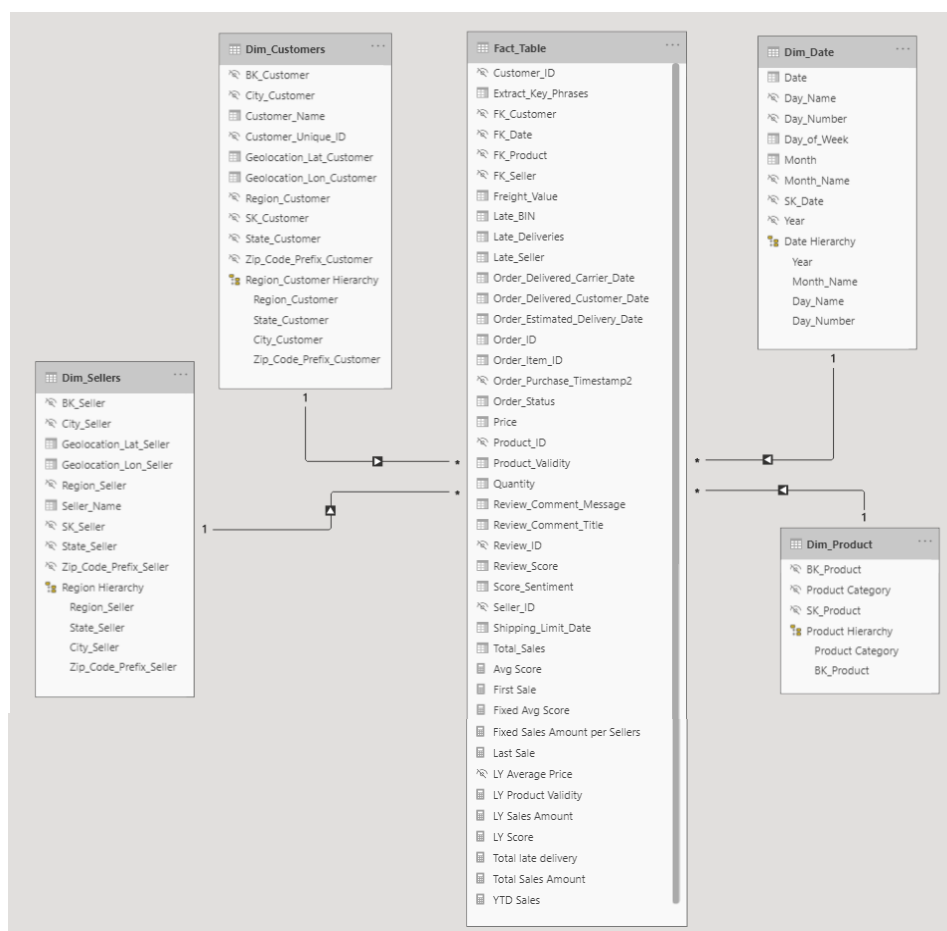 Dim_Customers
BK_Customer
City_Customer
Customer_Name
Customer_Unique_ID
Geolocation_Lat_Customer
Geolocation_Lon_Customer
Region_Customer
SK_Customer
State_Customer
Zip_Code_Prefix_Customer
Region_Customer Hierarchy
Region_Customer
State_Customer
City_Customer
Zip_Code_Prefix_Customer
1
Dim_Sellers
BK_Seller
City_Seller
Geolocation_Lat_Seller
Geolocation_Lon_Seller
Region_Seller
Seller_Name
SK_Seller
State_Seller
Zip_Code_Prefix_Seller
Region Hierarchy
Region_Seller
State_Seller
City_Seller
Zip_Code_Prefix_Seller
1
*
*
Fact_Table
Customer_ID
Extract_Key_Phrases
FK_Customer
FK_Date
FK_Product
FK_Seller
Freight_Value
Late_BIN
Late_Deliveries
Late_Seller
Order_Delivered_Carrier_Date
Order_Delivered_Customer_Date
Order_Estimated_Delivery_Date
Order_ID
Order_Item_ID
Order_Purchase_Timestamp2
Order_Status
Price
Product_ID
Product_Validity
Quantity
Review_Comment_Message
Review_Comment_Title
Review_ID
Review_Score
Score_Sentiment
Seller_ID
Shipping_Limit_Date
Total_Sales
Avg Score
First Sale
Fixed Avg Score
Fixed Sales Amount per Sellers
Last Sale
LY Average Price
LY Product Validity
LY Sales Amount
LY Score
Total late delivery
Total Sales Amount
YTD Sales
Dim_Date
Date
Day_Name
Day_Number
Day_of_Week
Month
Month_Name
SK_Date
Year
Date Hierarchy
Year
Month_Name
Day_Name
Day_Number
1
*
*
1
Dim_Product
BK_Product
Product Category
SK_Product
Product Hierarchy
Product Category
BK_Product